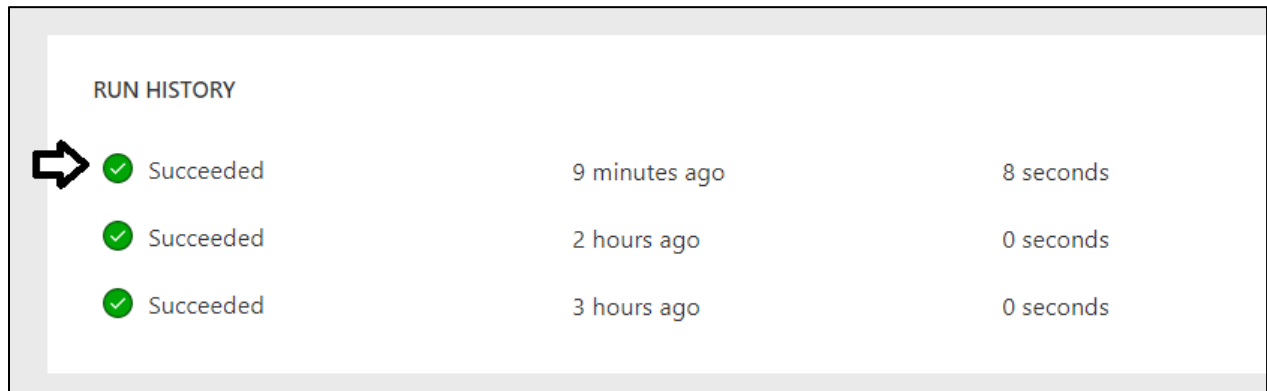 RUN HISTORY
Succeeded 9 minutes ago 8 seconds
Succeeded 2 hours ago 0 seconds
Succeeded 3 hours ago 0 seconds